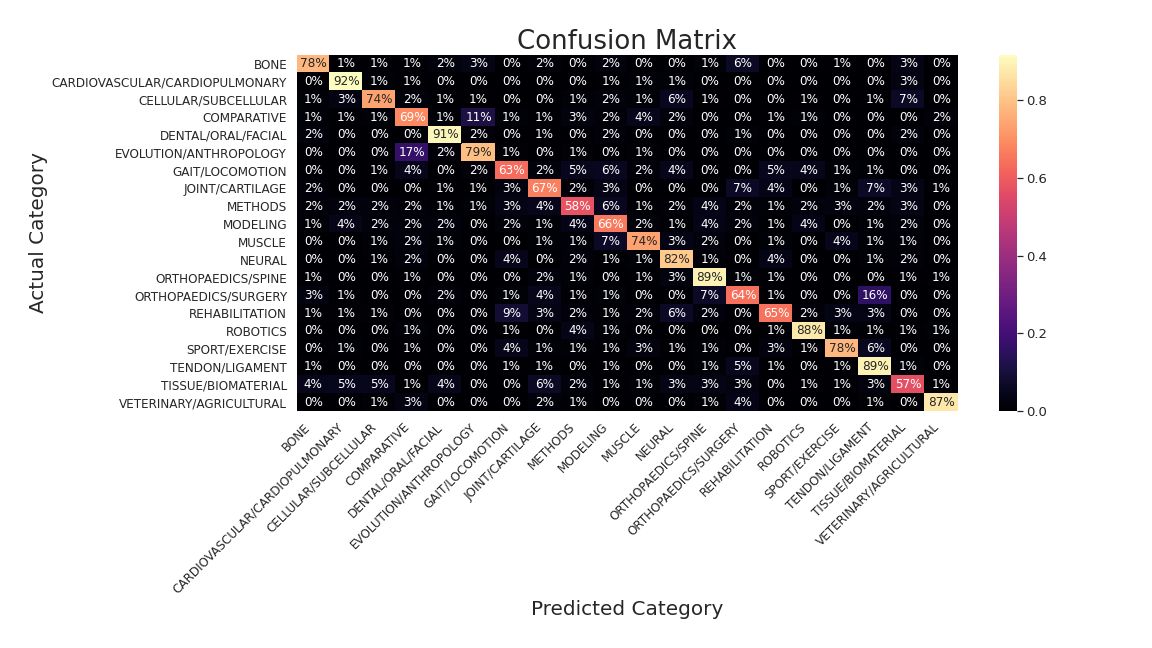 Confusion Matrix
Actual Category
BONE 78% 1% 1% 1% 2% 3% 0% 2% 0% 2% 0% 0% 1% 6% 0% 0% 1% 0% 3% 0%
CARDIOVASCULAR/CARDIOPULMONARY 0% 92% 1% 1% 0% 0% 0% 0% 0% 1% 1% 1% 0% 0% 0% 0% 0% 0% 3% 0%
CELLULAR/SUBCELLULAR 1% 3% 74% 2% 1% 1% 0% 0% 1% 2% 1% 6% 1% 0% 0% 1% 0% 1% 7% 0%
COMPARATIVE 1% 1% 1% 69% 1% 11% 1% 1% 3% 2% 4% 2% 0% 0% 1% 1% 0% 0% 0% 2%
DENTAL/ORAL/FACIAL 2% 0% 0% 0% 91% 2% 0% 1% 0% 2% 0% 0% 0% 1% 0% 0% 0% 0% 2% 0%
EVOLUTION/ANTHROPOLOGY 0% 0% 0% 17% 2% 79% 1% 0% 1% 0% 1% 0% 0% 0% 0% 0% 0% 0% 0% 0%
GAIT/LOCOMOTION 0% 0% 1% 4% 0% 2% 63% 2% 5% 6% 2% 4% 0% 0% 5% 4% 0% 0% 0% 0%
JOINT/CARTILAGE 2% 0% 0% 0% 1% 1% 3% 67% 2% 3% 0% 0% 0% 7% 4% 0% 1% 7% 3% 1%
METHODS 2% 2% 2% 2% 1% 1% 3% 4% 58% 6% 1% 2% 4% 2% 1% 2% 3% 2% 3% 0%
MODELING 1% 4% 2% 2% 2% 0% 2% 1% 4% 66% 2% 1% 4% 2% 1% 4% 0% 1% 2% 0%
MUSCLE 0% 0% 1% 2% 1% 0% 0% 1% 1% 7% 74% 3% 2% 0% 1% 0% 4% 1% 1% 0%
NEURAL 0% 0% 1% 2% 0% 0% 4% 0% 2% 1% 1% 82% 1% 0% 4% 0% 0% 1% 2% 0%
ORTHOPAEDICS/SPINE 1% 0% 0% 0% 1% 0% 0% 2% 1% 0% 1% 3% 89% 1% 1% 0% 0% 0% 1% 1%
ORTHOPAEDICS/SURGERY 3% 1% 0% 0% 2% 0% 1% 4% 1% 1% 0% 0% 7% 64% 1% 0% 0% 16% 0% 0%
REHABILITATION 1% 1% 1% 0% 0% 0% 9% 3% 2% 1% 2% 6% 2% 0% 65% 2% 3% 3% 0% 0%
ROBOTICS 0% 0% 0% 1% 0% 0% 1% 0% 4% 1% 0% 0% 0% 0% 1% 88% 1% 1% 1% 1%
SPORT/EXERCISE 0% 1% 0% 1% 0% 0% 4% 1% 1% 1% 3% 1% 1% 0% 3% 1% 78% 6% 0% 0%
TENDON/LIGAMENT 1% 0% 0% 0% 0% 0% 1% 1% 0% 1% 0% 0% 1% 5% 1% 0% 1% 89% 1% 0%
TISSUE/BIOMATERIAL 4% 5% 5% 1% 4% 0% 0% 6% 2% 1% 1% 3% 3% 3% 0% 1% 1% 3% 57% 1%
VETERINARY/AGRICULTURAL 0% 0% 1% 3% 0% 0% 0% 2% 1% 0% 0% 0% 1% 4% 0% 0% 0% 1% 0% 87%
BONE
CARDIOVASCULAR/CARDIOPULMONARY
CELLULAR/SUBCELLULAR
COMPARATIVE
DENTAL/ORAL/FACIAL
EVOLUTION/ANTHROPOLOGY
GAIT/LOCOMOTION
JOINT/CARTILAGE
METHODS
MODELING
MUSCLE
NEURAL
ORTHOPAEDICS/SPINE
ORTHOPAEDICS/SURGERY
REHABILITATION
ROBOTICS
SPORT/EXERCISE
TENDON/LIGAMENT
TISSUE/BIOMATERIAL
VETERINARY/AGRICULTURAL
Predicted Category
0.8
0.6
0.4
0.2
0.0